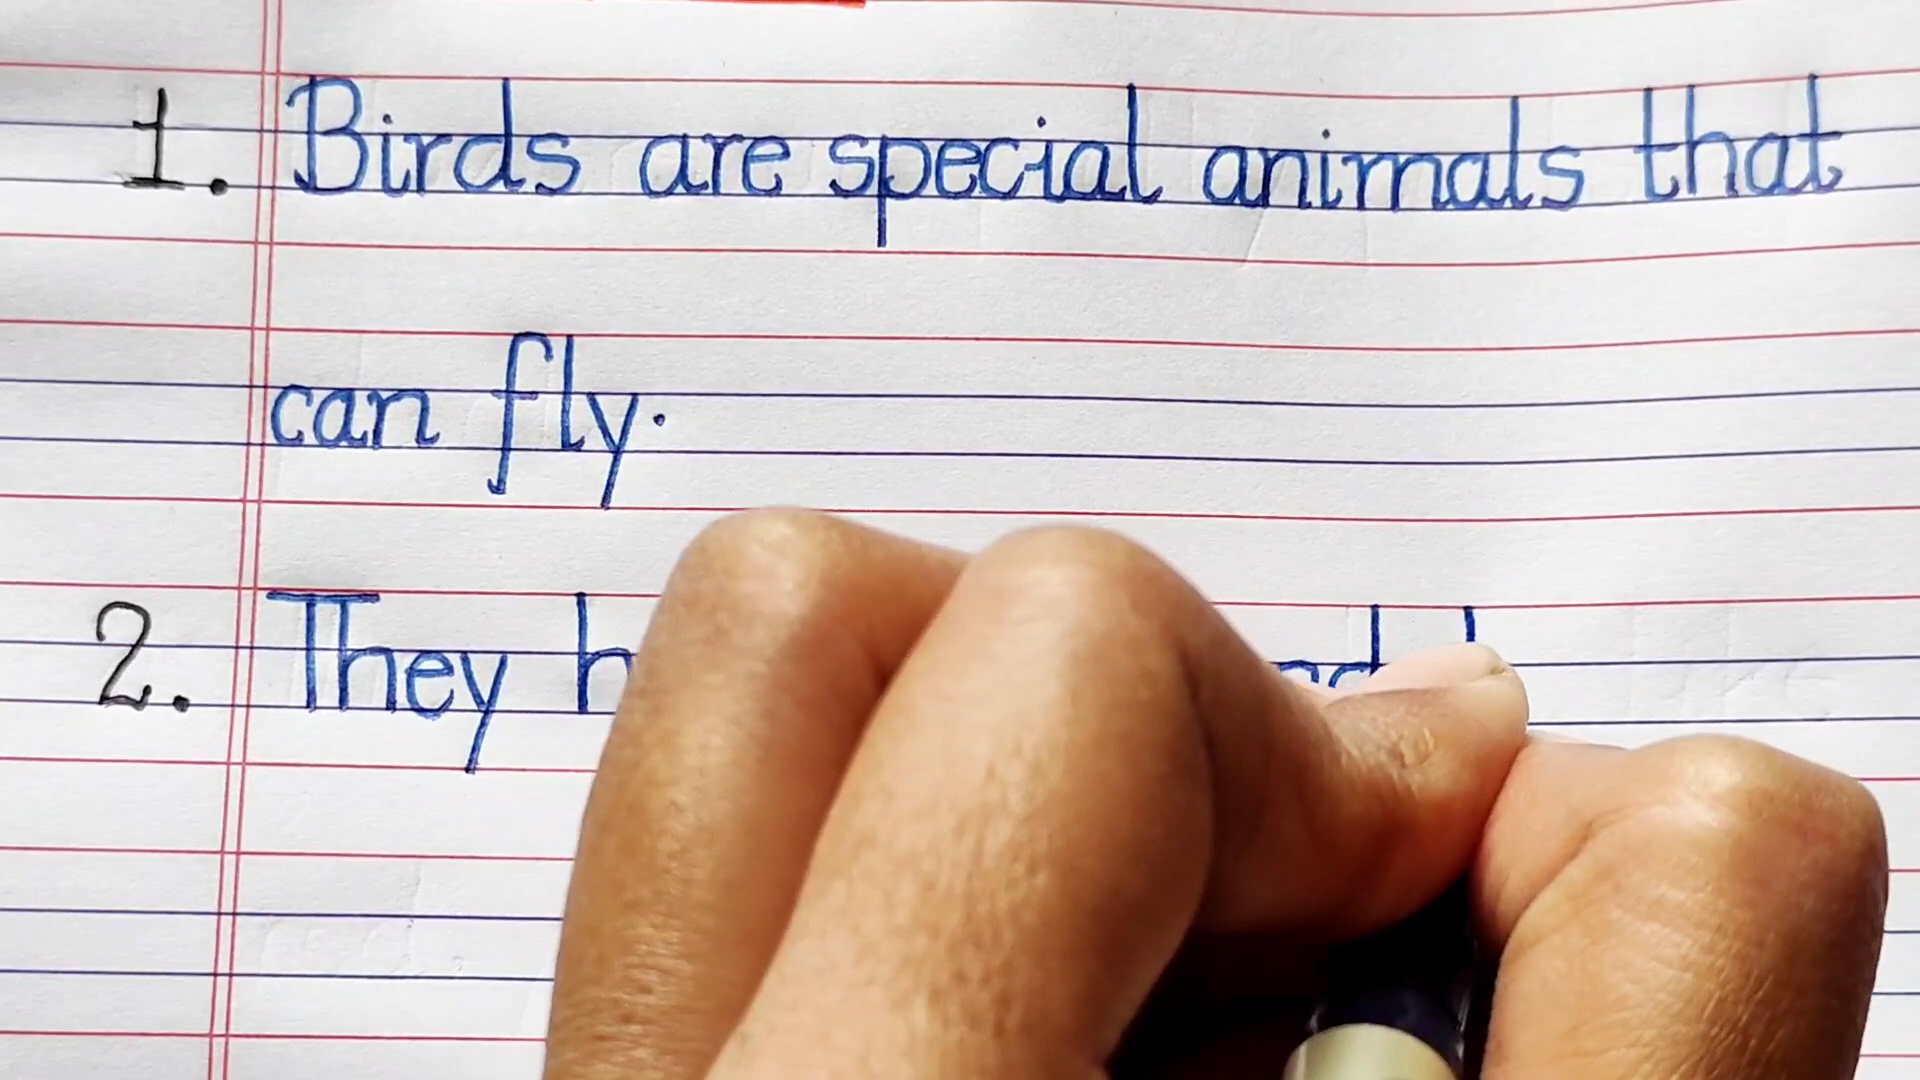 1. Birds are special animals that
can fly.
2. They